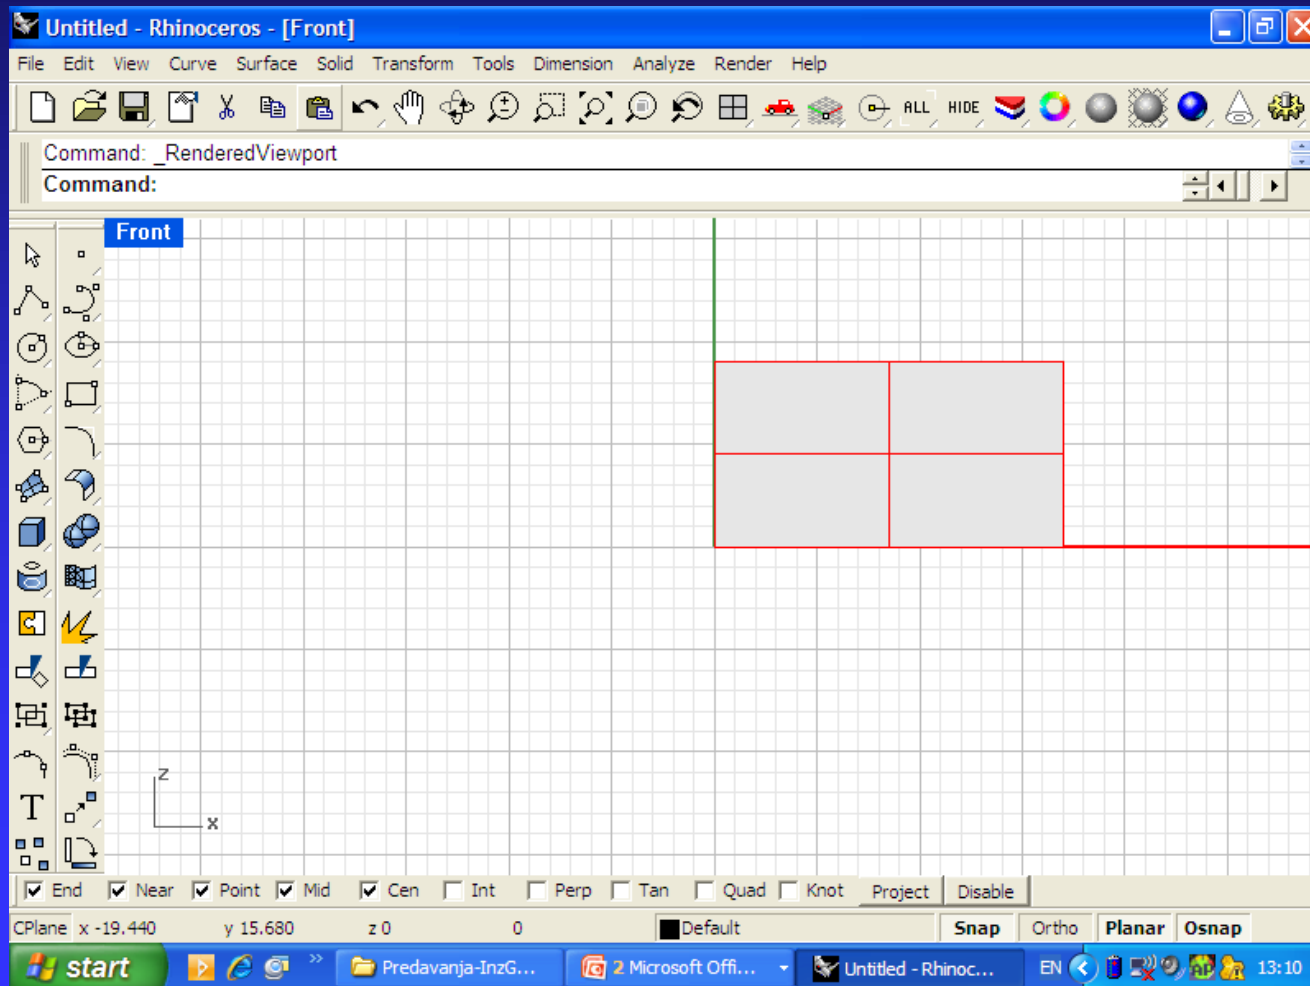 Untitled - Rhinoceros - [Front]
File Edit View Curve Surface Solid Transform Tools Dimension Analyze Render Help
ALL HIDE
Command: _RenderedViewport
Command:
Front
z
x
T
End Near Point Mid Cen Int Perp Tan Quad Knot Project Disable
CPlane x -19.440 y 15.680 z 0 0 Default Snap Ortho Planar Osnap
start Predavanja-InzG... 2 Microsoft Offi... Untitled - Rhinoc... EN AP 13:10